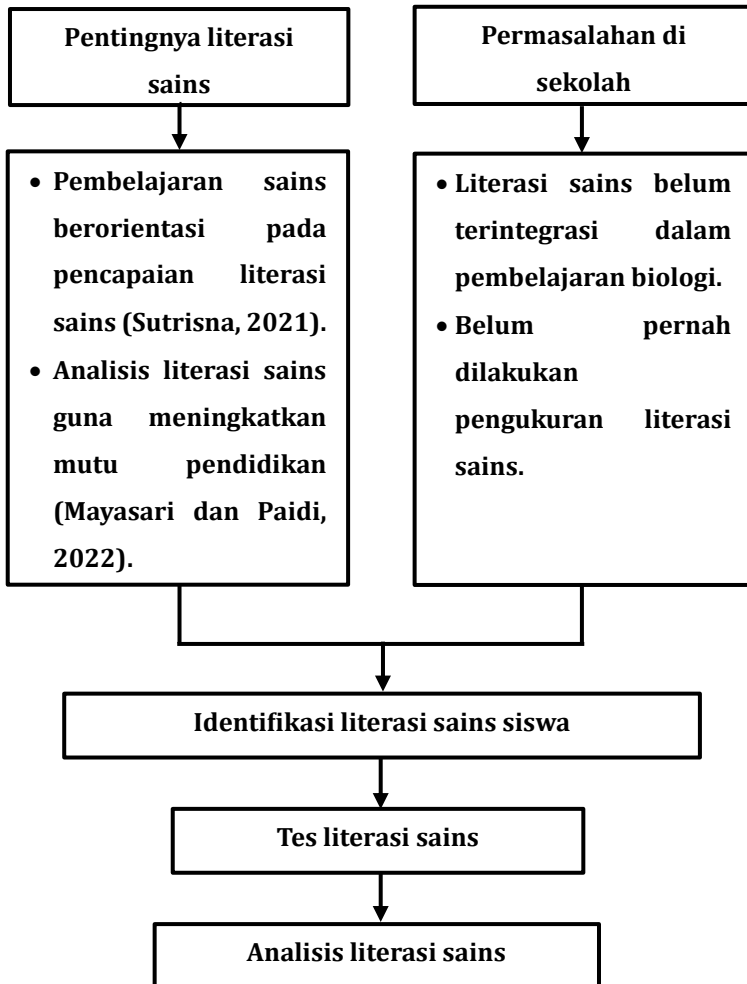 Pentingnya literasi
sains
Permasalahan di
sekolah
• Pembelajaran sains
berorientasi pada
pencapaian literasi
sains (Sutrisna, 2021).
• Analisis literasi sains
guna meningkatkan
mutu pendidikan
(Mayasari dan Paidi,
2022).
• Literasi sains belum
terintegrasi dalam
pembelajaran biologi.
• Belum pernah
dilakukan
pengukuran literasi
sains.
Identifikasi literasi sains siswa
Tes literasi sains
Analisis literasi sains